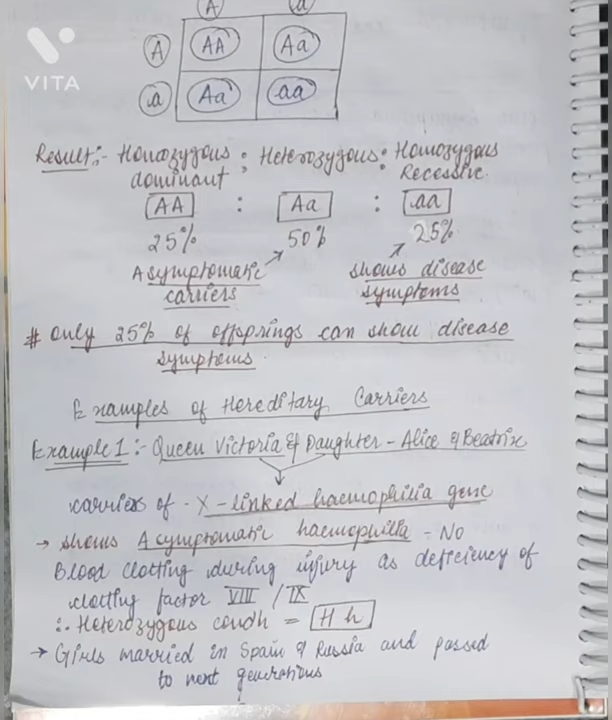 A a
VITA
A AA Aa
a Aa aa
Result:- Homozygous : Heterozygous : Homozygous
dominant : : Recessive.
AA : Aa : aa
25% 50% 25%
Asymptomatic shows disease
carriers symptoms
# only 25% of offsprings can show disease
symptoms
Examples of Hereditary Carriers
Example 1:- Queen Victoria & Daughter - Alice & Beatrix
carriers of - X-linked haemophilia gene
→ shows Asymptomatic haemophilia - No
Blood clotting during injury as deficiency of
clotting factor VIII / IX
∴ Heterozygous condn = Hh
→ Girls married in Spain & Russia and passed
to next generations